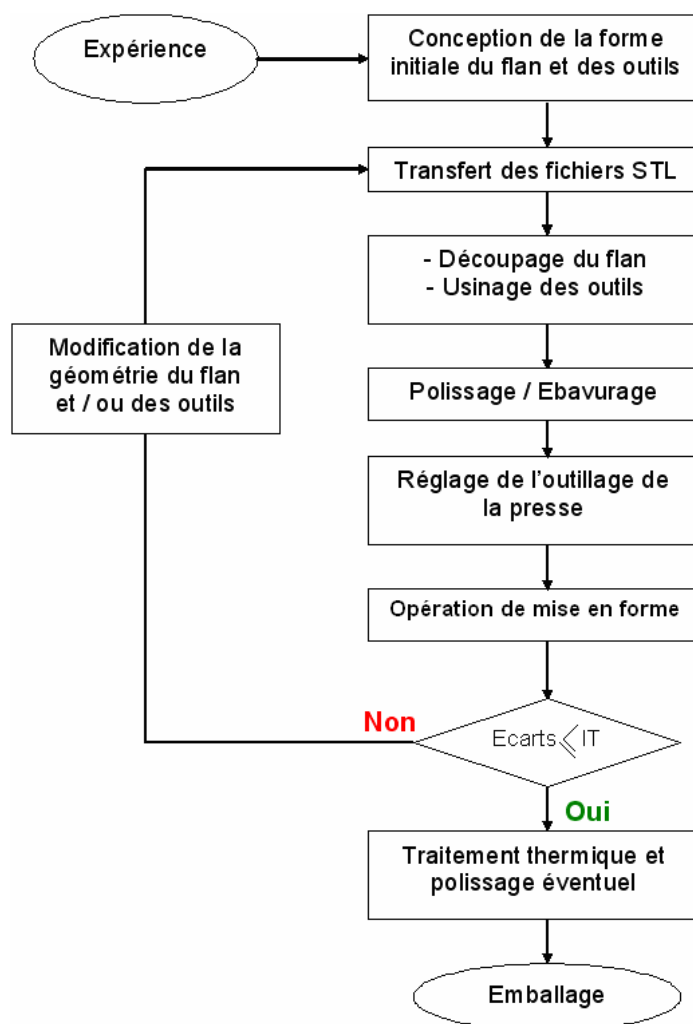 Expérience
Conception de la forme
initiale du flan et des outils
Transfert des fichiers STL
- Découpage du flan
- Usinage des outils
Modification de la
géométrie du flan
et / ou des outils
Polissage / Ebavurage
Réglage de l'outillage de
la presse
Opération de mise en forme
Non
Ecarts ⩽ IT
Oui
Traitement thermique et
polissage éventuel
Emballage